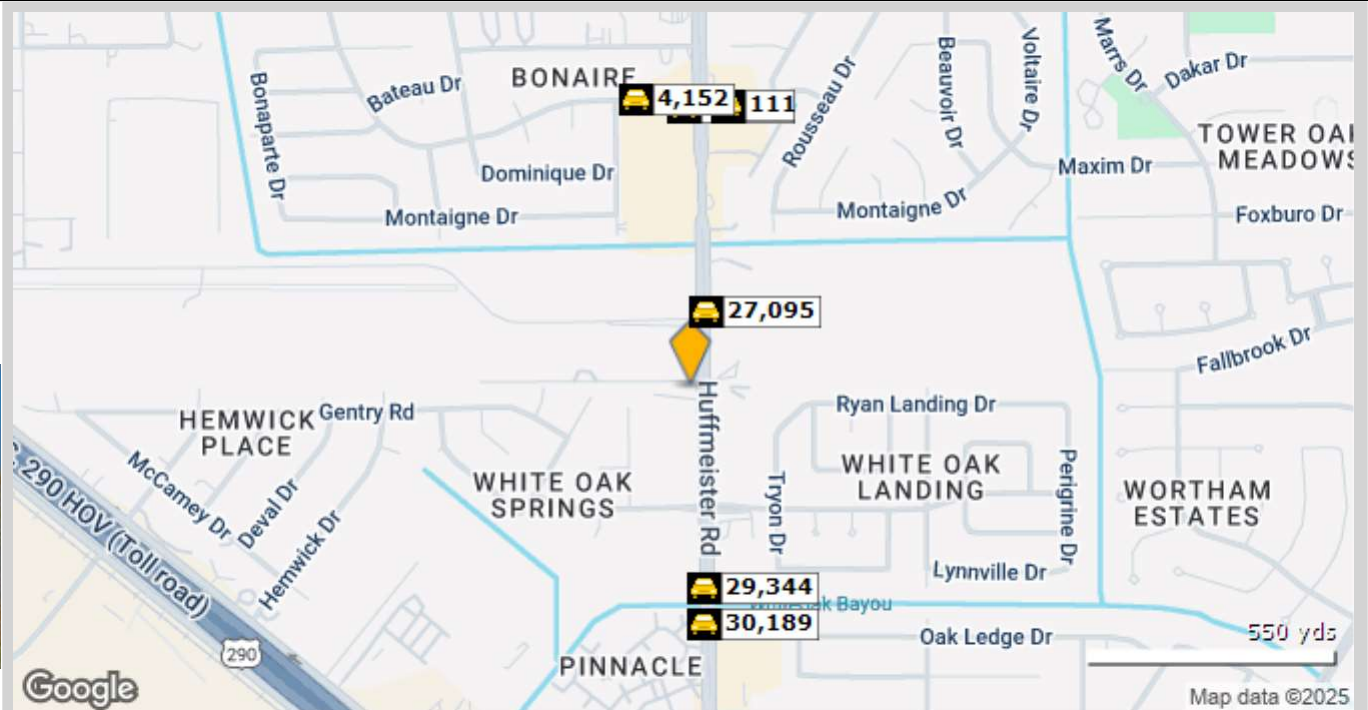 BONAIRE
4,152
111
Bateau Dr
Bonaparte Dr
Dominique Dr
Montaigne Dr
Rousseau Dr
Beauvoir Dr
Voltaire Dr
Marrs Dr
Dakar Dr
TOWER OAK
MEADOWS
Maxim Dr
Montaigne Dr
Foxburo Dr
27,095
Fallbrook Dr
HEMWICK
PLACE
Gentry Rd
Huffmeister Rd
Ryan Landing Dr
McCamey Dr
Deval Dr
Hemwick Dr
290 HOV (Toll road)
WHITE OAK
SPRINGS
Tryon Dr
WHITE OAK
LANDING
Perigrine Dr
WORTHAM
ESTATES
Lynnville Dr
29,344
k Bayou
30,189
Oak Ledge Dr
550 yds
290
PINNACLE
Google
Map data ©2025